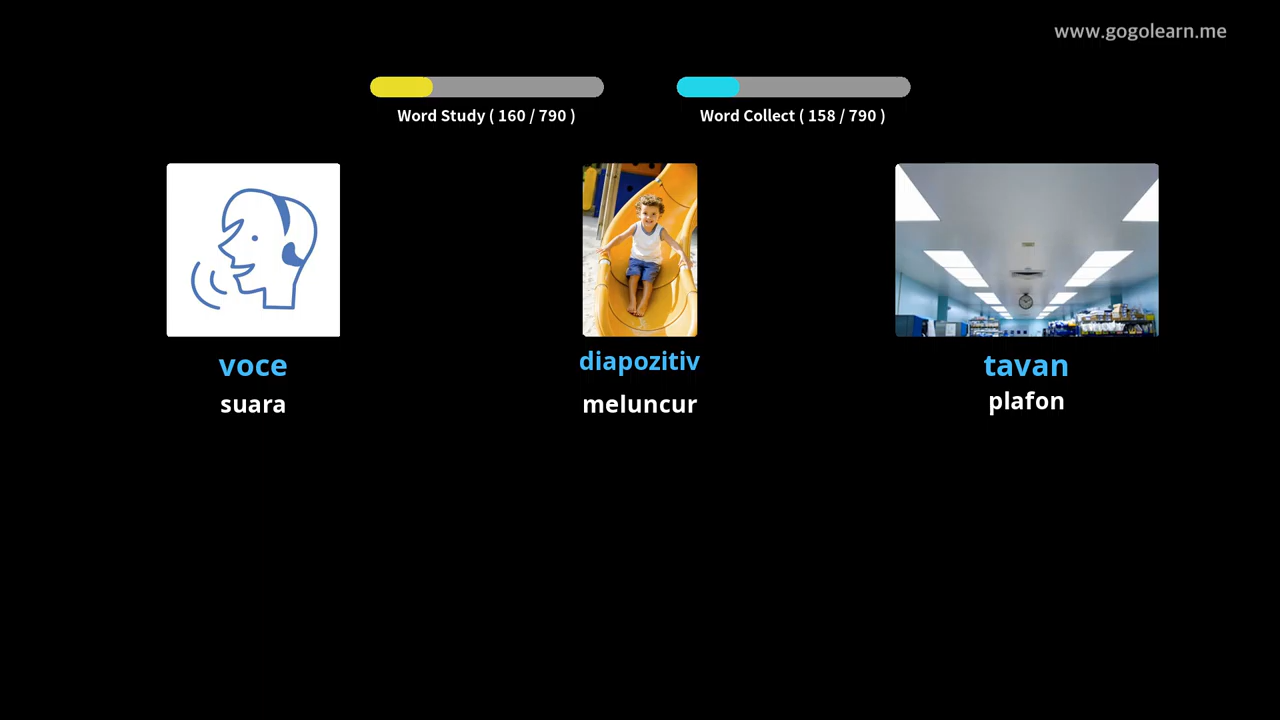 www.gogolearn.me
Word Study ( 160 / 790 )
Word Collect ( 158 / 790 )
voce
suara
diapozitiv
meluncur
tavan
plafon